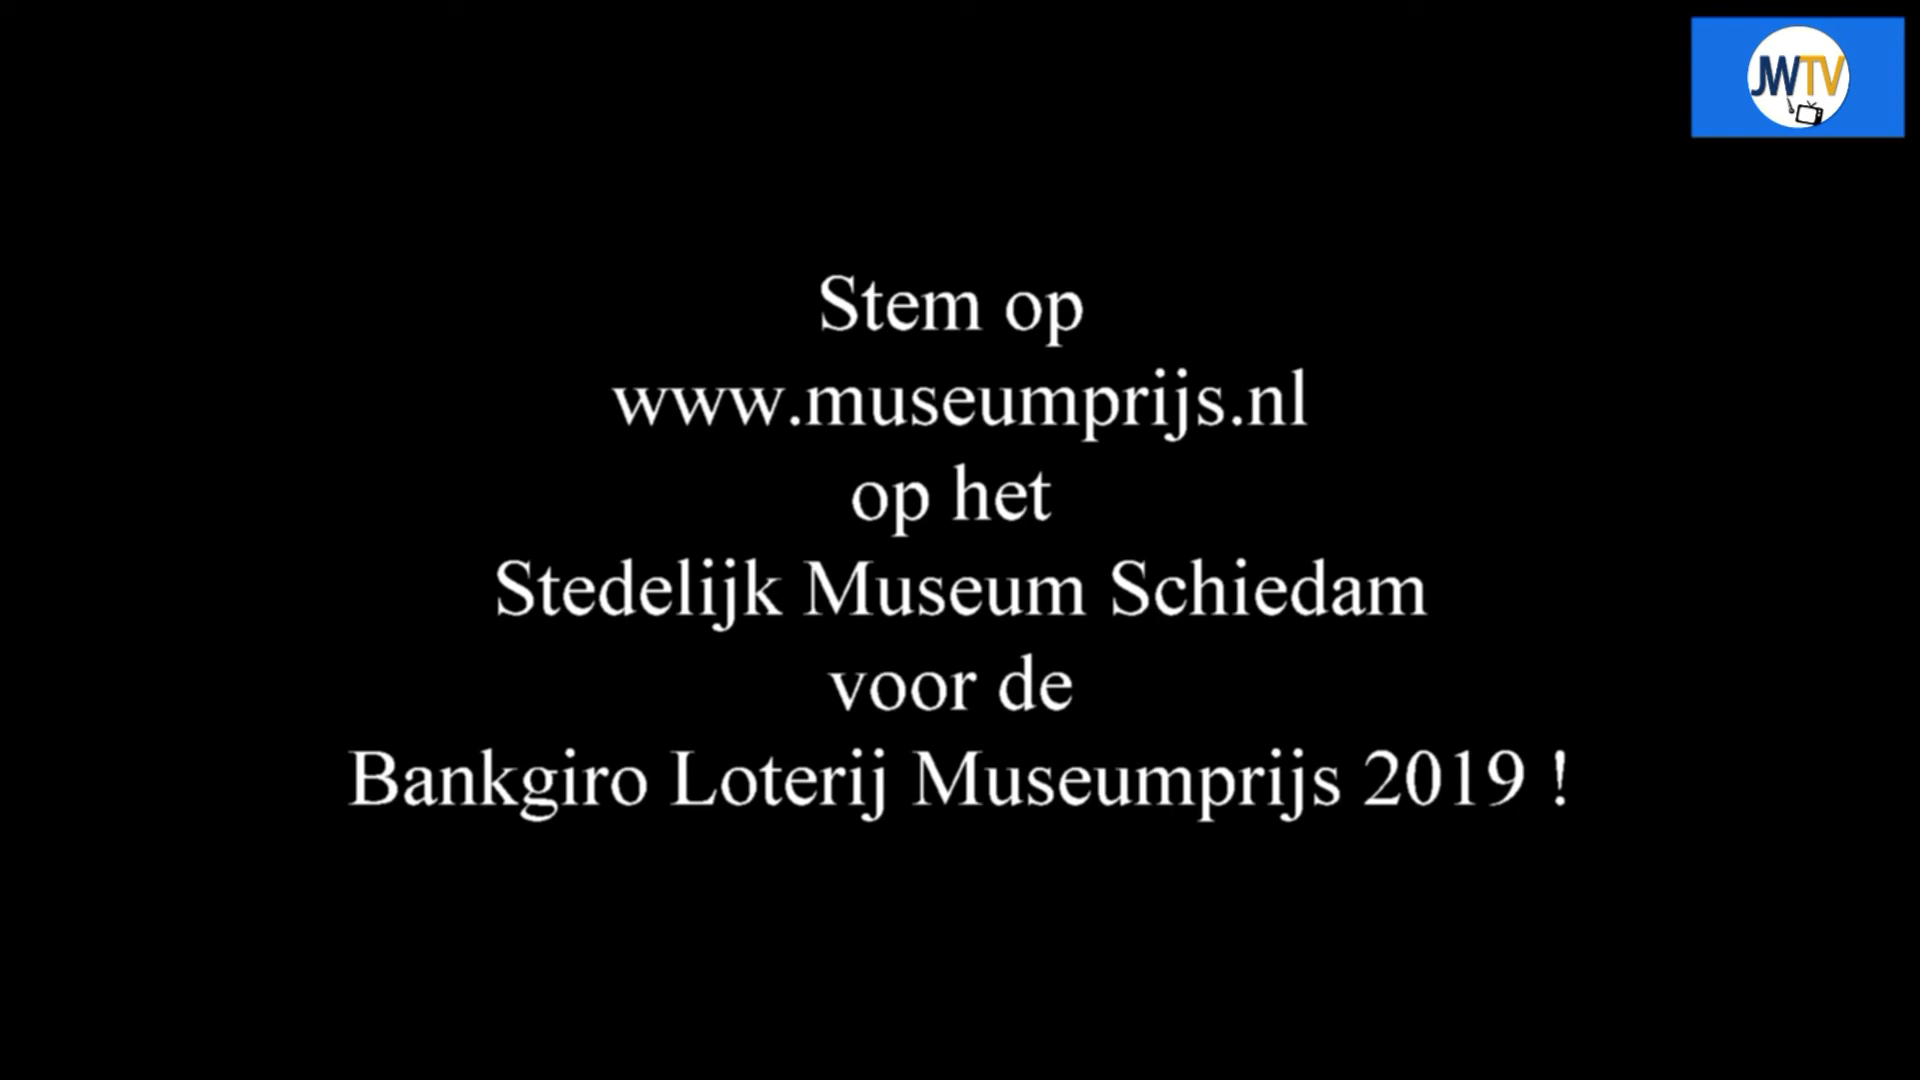 JWTV
Stem op
www.museumprijs.nl
op het
Stedelijk Museum Schiedam
voor de
Bankgiro Loterij Museumprijs 2019 !